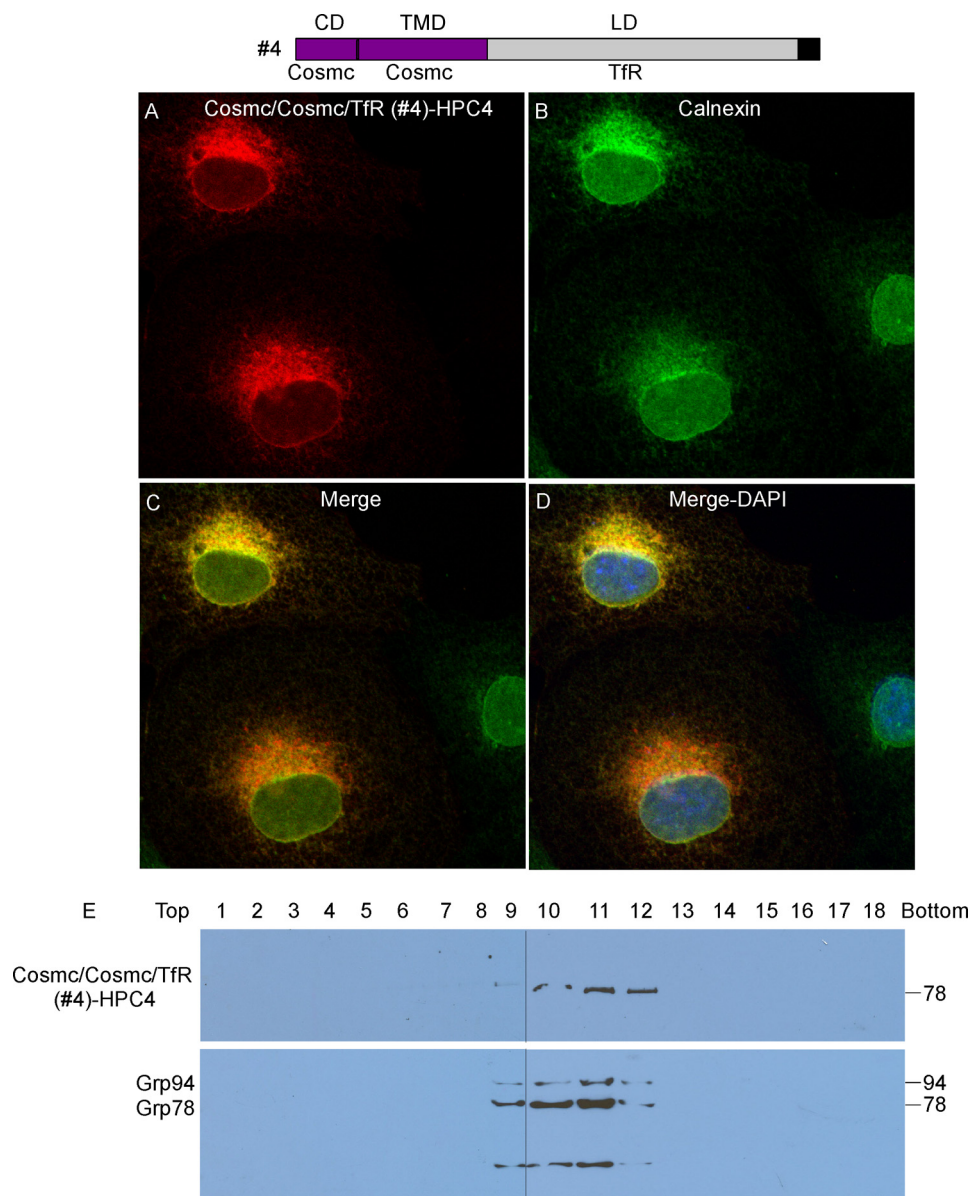 CD TMD LD
#4
Cosmc Cosmc TfR
A Cosmc/Cosmc/TfR (#4)-HPC4
B Calnexin
C Merge
D Merge-DAPI
E Top 1 2 3 4 5 6 7 8 9 10 11 12 13 14 15 16 17 18 Bottom
Cosmc/Cosmc/TfR
(#4)-HPC4
78
Grp94 94
Grp78 78